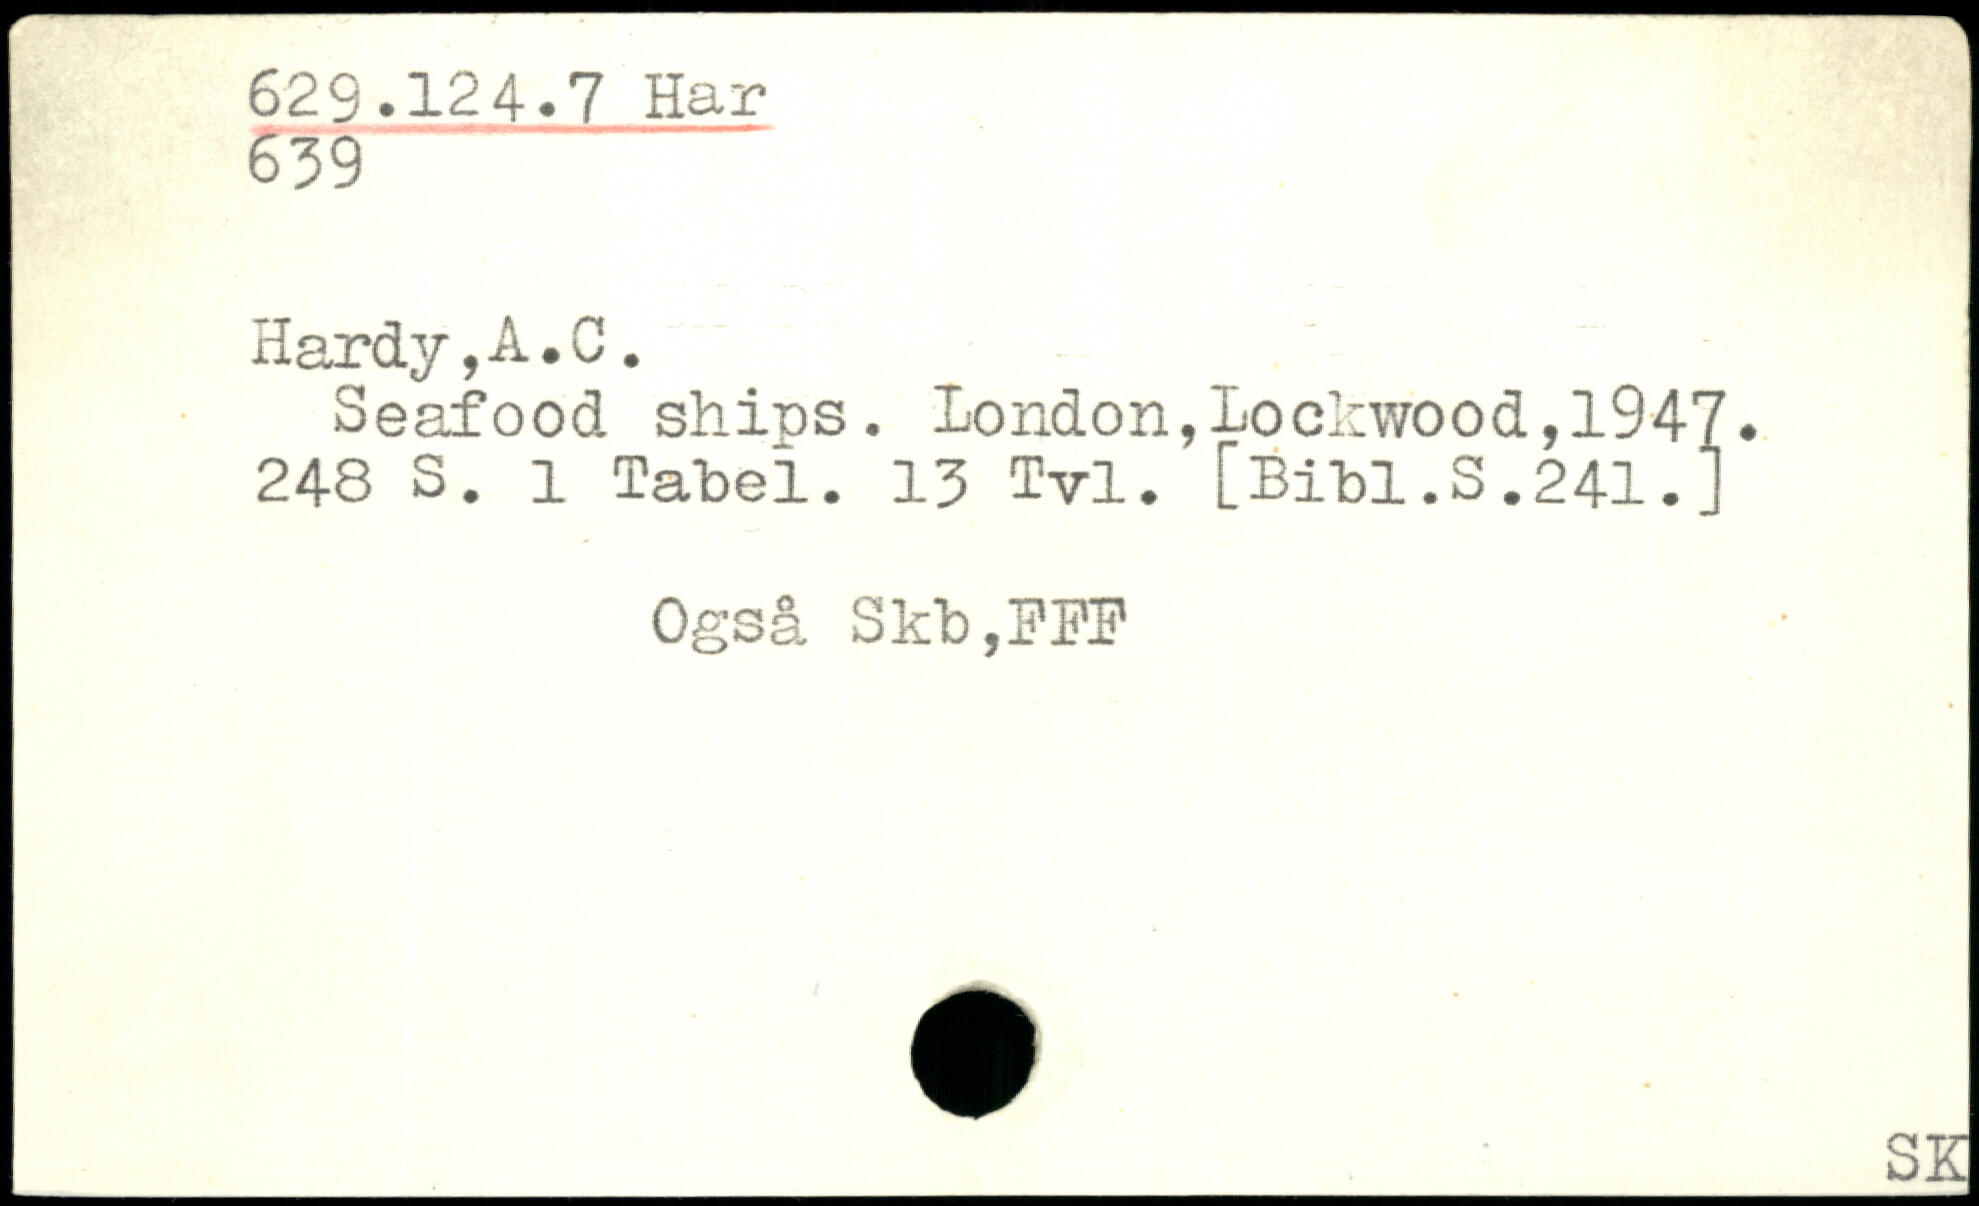 629.124.7 Har
639
Hardy,A.C.
Seafood ships. London,Lockwood,1947.
248 S. 1 Tabel. 13 Tvl. [Bibl.S.241.]
Også Skb,FFF
SK